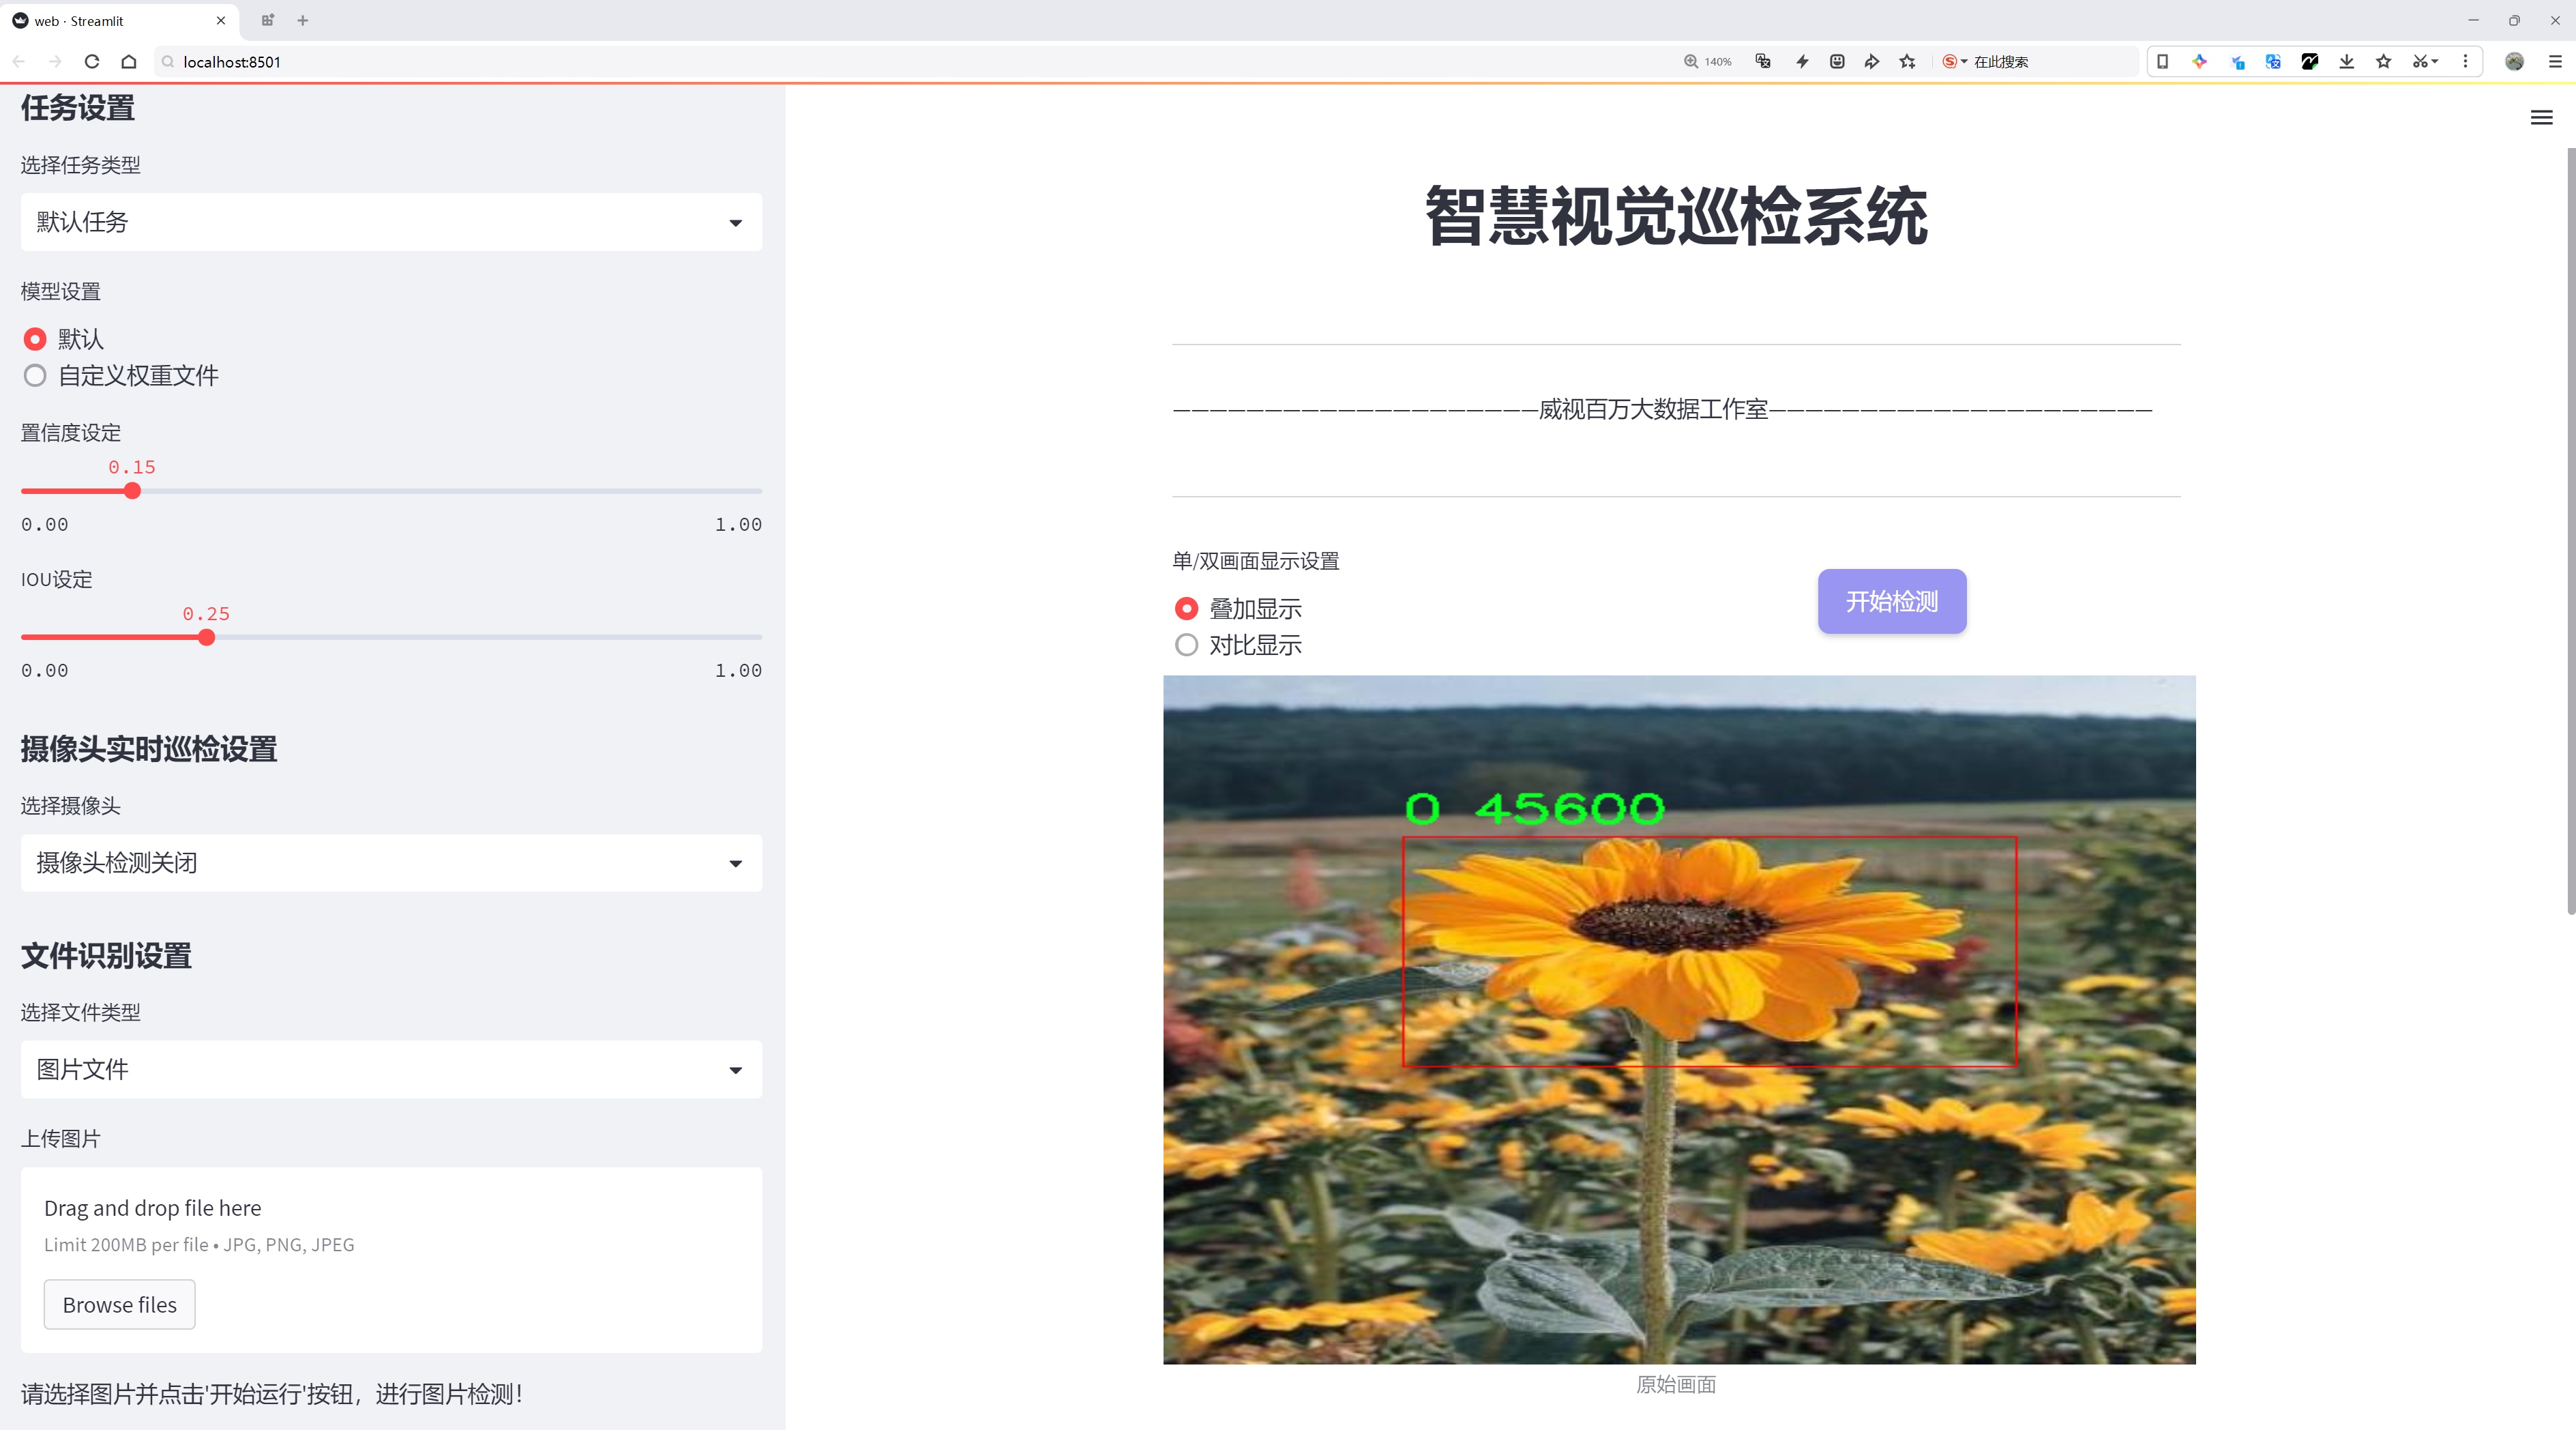 web · Streamlit
localhost:8501
140%
在此搜索
任务设置
选择任务类型
默认任务
模型设置
默认
自定义权重文件
置信度设定
0.15
0.00
1.00
IOU设定
0.25
0.00
1.00
摄像头实时巡检设置
选择摄像头
摄像头检测关闭
文件识别设置
选择文件类型
图片文件
上传图片
Drag and drop file here
Limit 200MB per file • JPG, PNG, JPEG
Browse files
请选择图片并点击'开始运行'按钮，进行图片检测！
智慧视觉巡检系统
————————————————————威视百万大数据工作室—————————————————————
单/双画面显示设置
叠加显示
对比显示
开始检测
0 45600
原始画面